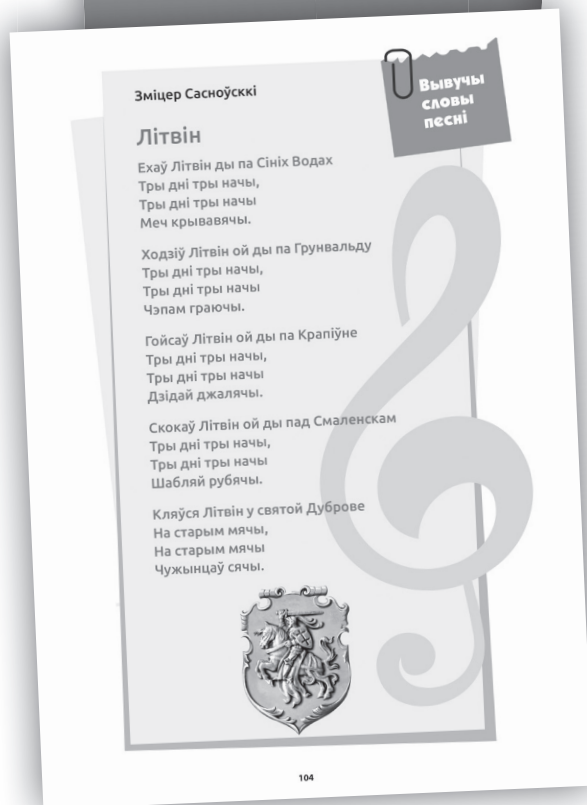 Зміцер Сасноўсккі
Вывучы
словы
песні
Літвін
Ехаў Літвін ды па Сініх Водах
Тры дні тры начы,
Тры дні тры начы
Меч крывавячы.
Ходзіў Літвін ой ды па Грунвальду
Тры дні тры начы,
Тры дні тры начы
Чэпам граючы.
Гойсаў Літвін ой ды па Крапіўне
Тры дні тры начы,
Тры дні тры начы
Дзідай джалячы.
Скокаў Літвін ой ды пад Смаленскам
Тры дні тры начы,
Тры дні тры начы
Шабляй рубячы.
Кляўся Літвін у святой Дуброве
На старым мячы,
На старым мячы
Чужынцаў сячы.
104